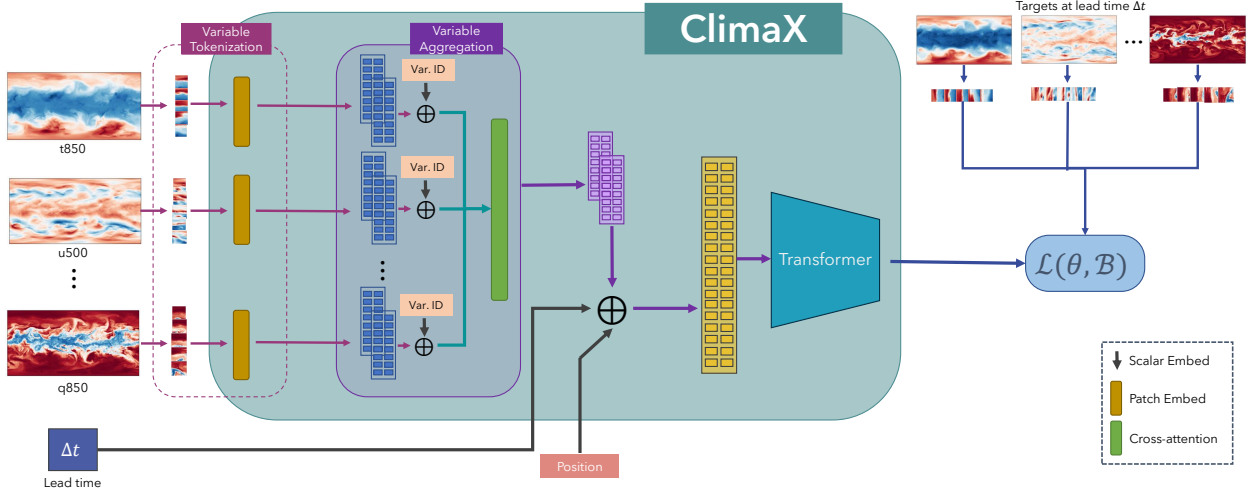 Targets at lead time Δt
ClimaX
Variable
Tokenization
Variable
Aggregation
...
Var. ID
t850
Var. ID
u500
...
...
Var. ID
Transformer
ℒ(θ, ℬ)
q850
Scalar Embed
Patch Embed
Cross-attention
Δt
Position
Lead time